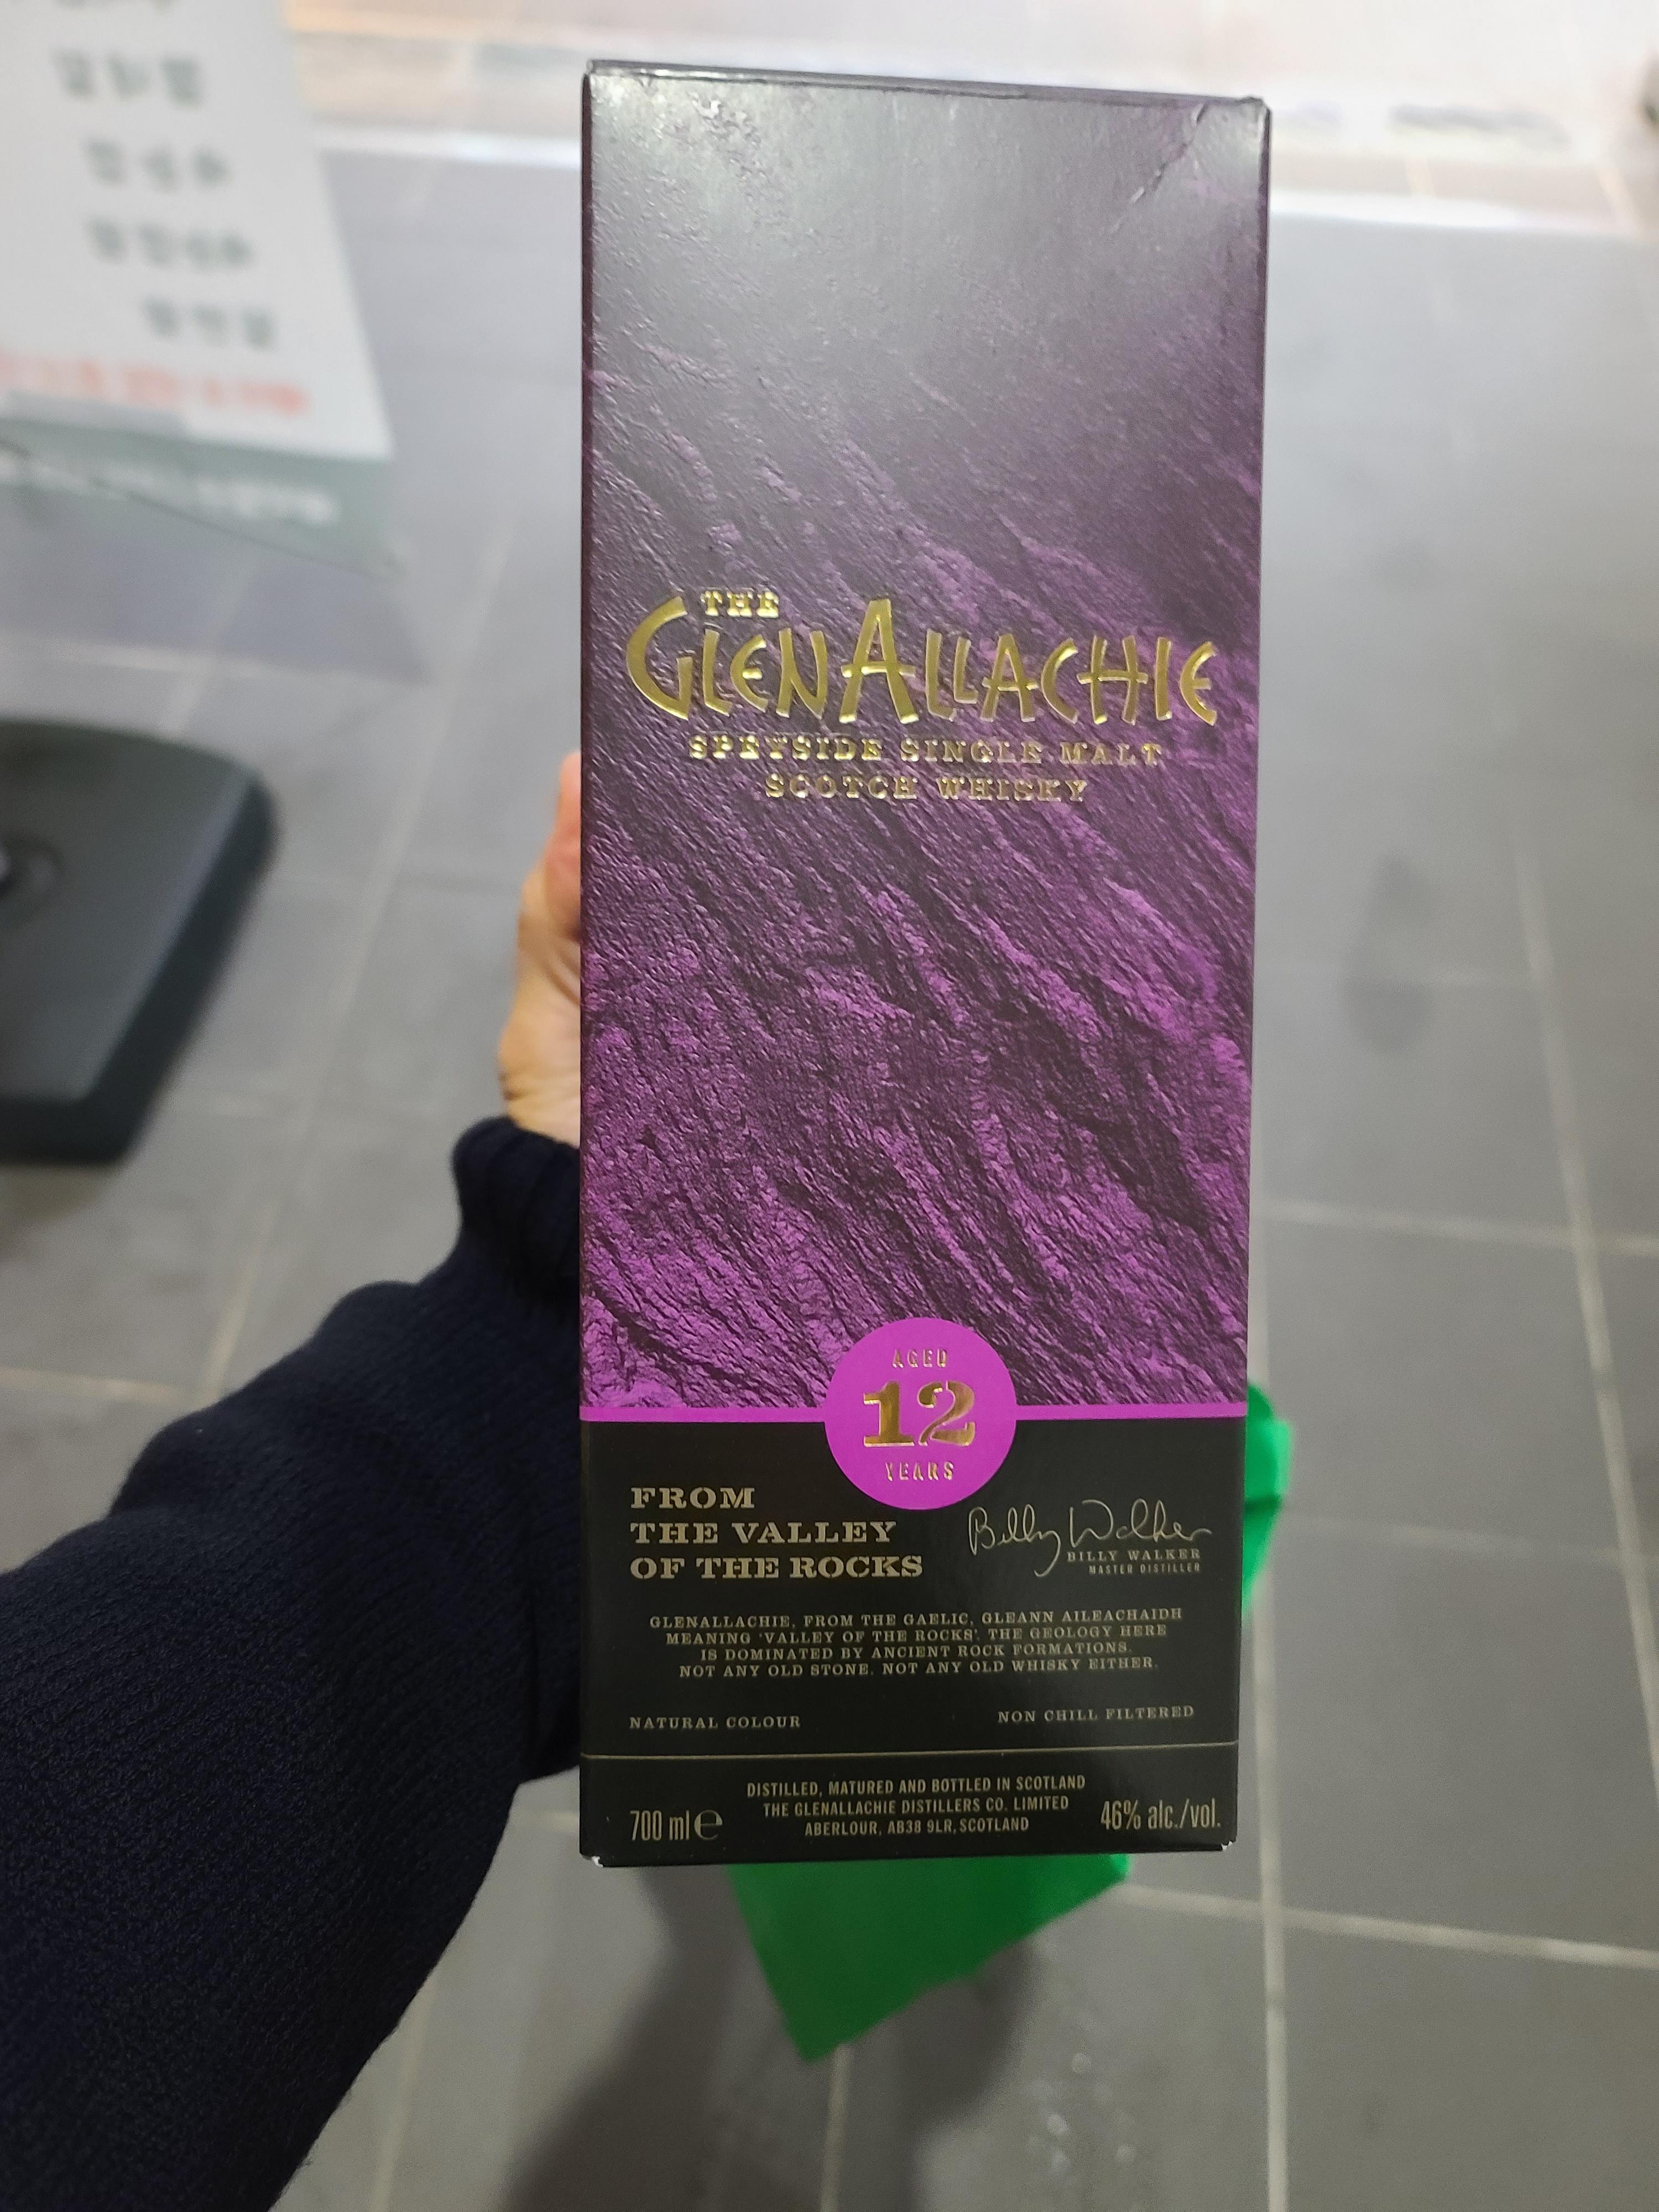 THE
GLENALLACHIE
SPEYSIDE SINGLE MALT
SCOTCH WHISKY
AGED
12
YEARS
FROM
THE VALLEY
OF THE ROCKS
Billy Walker
BILLY WALKER
MASTER DISTILLER
GLENALLACHIE, FROM THE GAELIC, GLEANN AILEACHAIDH
MEANING 'VALLEY OF THE ROCKS'. THE GEOLOGY HERE
IS DOMINATED BY ANCIENT ROCK FORMATIONS.
NOT ANY OLD STONE. NOT ANY OLD WHISKY EITHER.
NATURAL COLOUR
NON CHILL FILTERED
DISTILLED, MATURED AND BOTTLED IN SCOTLAND
THE GLENALLACHIE DISTILLERS CO. LIMITED
ABERLOUR, AB38 9LR, SCOTLAND
700 ml e
46% alc./vol.